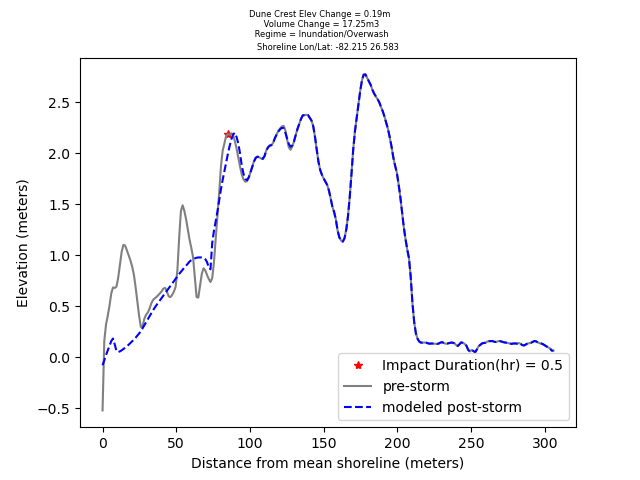 Dune Crest Elev Change = 0.19m
Volume Change = 17.25m3
Regime = Inundation/Overwash
Shoreline Lon/Lat: -82.215 26.583
2.5
2.0
1.5
1.0
0.5
0.0
−0.5
Elevation (meters)
Impact Duration(hr) = 0.5
pre-storm
modeled post-storm
0
50
100
150
200
250
300
Distance from mean shoreline (meters)